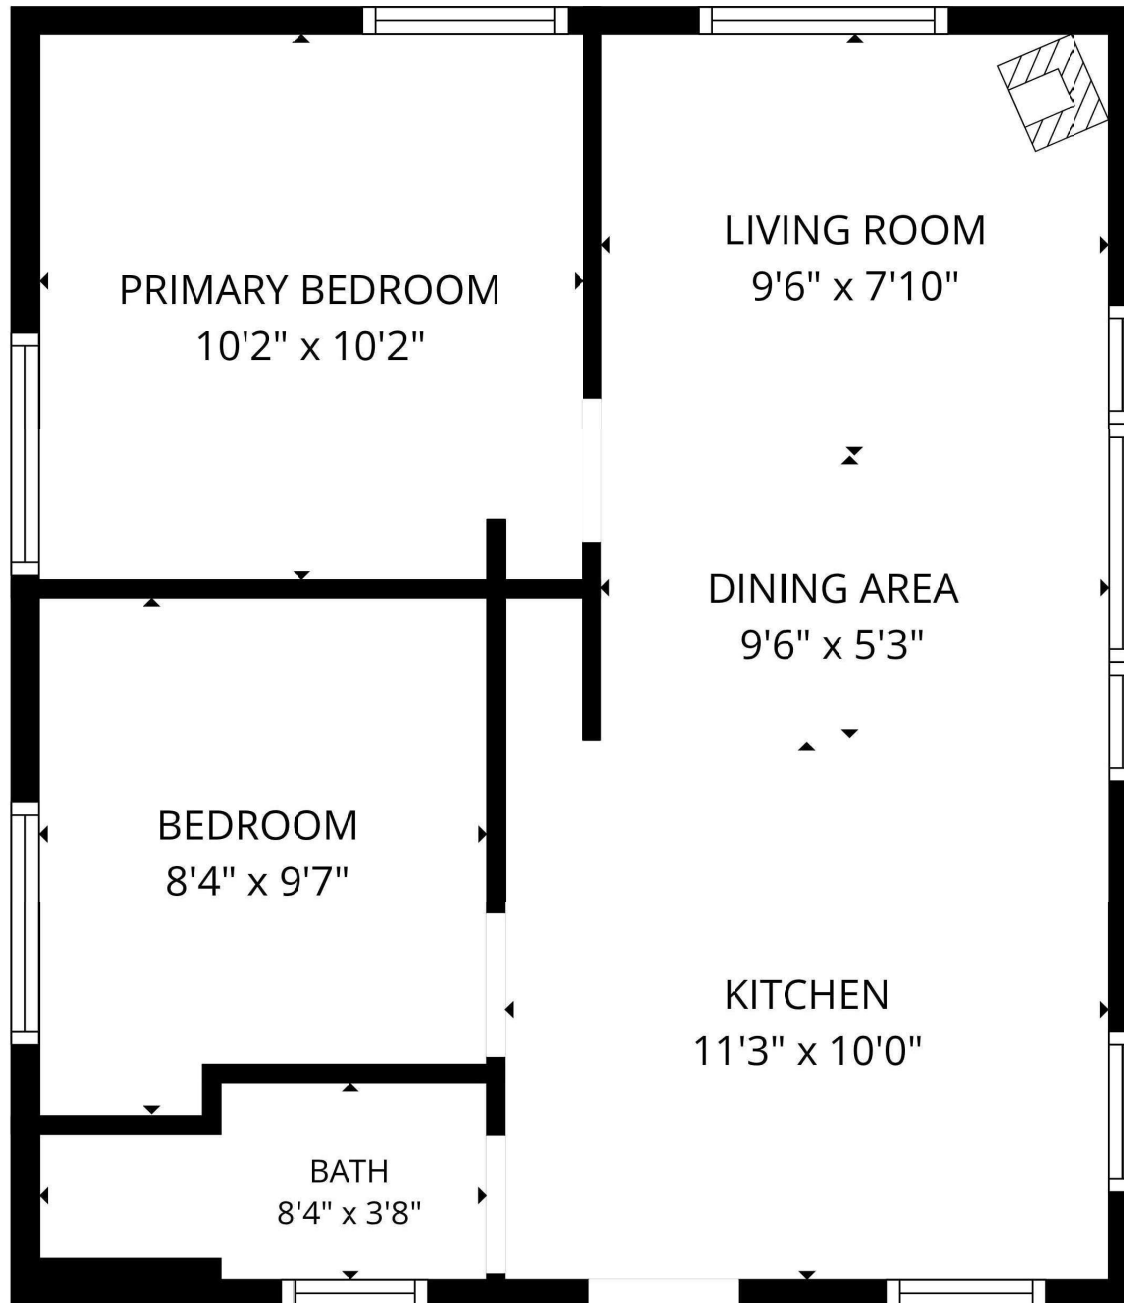 LIVING ROOM
9'6" x 7'10"
PRIMARY BEDROOM
10'2" x 10'2"
DINING AREA
9'6" x 5'3"
BEDROOM
8'4" x 9'7"
KITCHEN
11'3" x 10'0"
BATH
8'4" x 3'8"